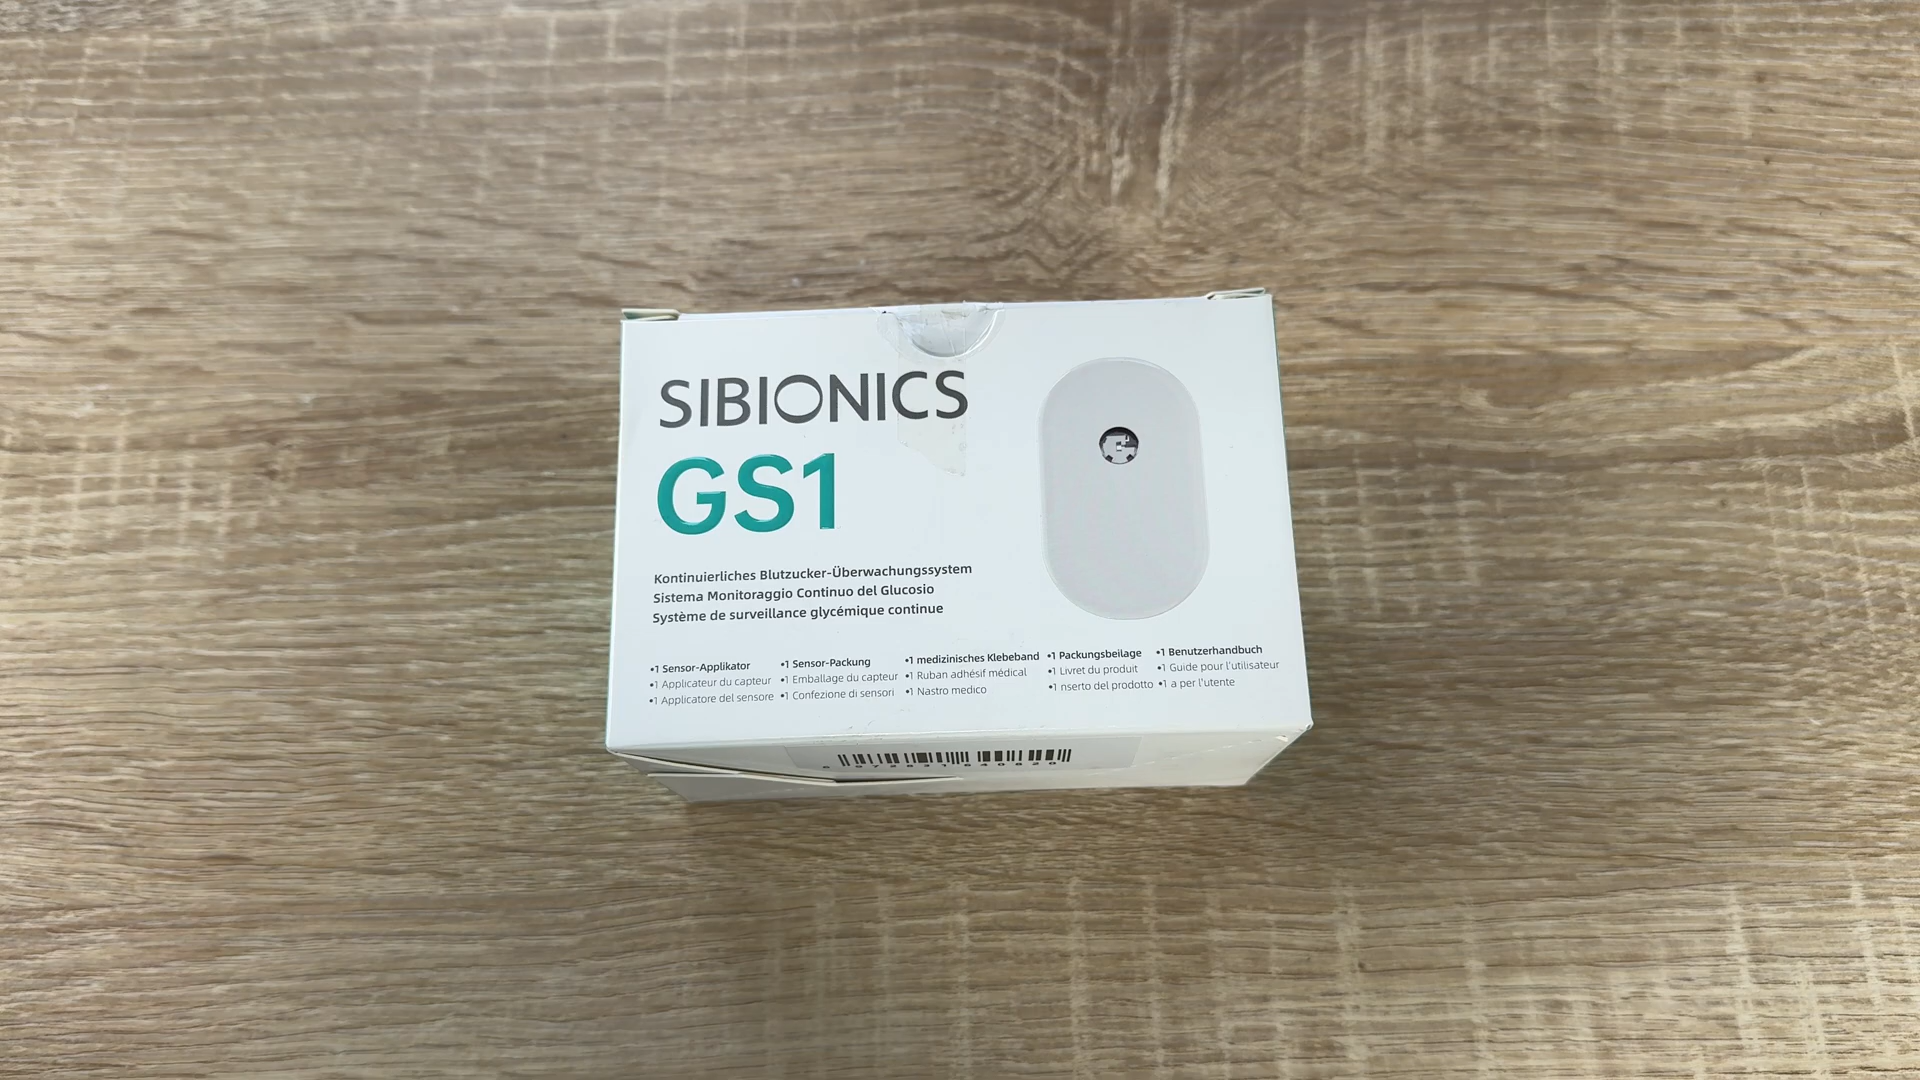 SIBIONICS
GS1
Kontinuierliches Blutzucker-Überwachungssystem
Sistema Monitoraggio Continuo del Glucosio
Système de surveillance glycémique continue
•1 Sensor-Applikator
•1 Applicateur du capteur
•1 Applicatore del sensore
•1 Sensor-Packung
•1 Emballage du capteur
•1 Confezione di sensori
•1 medizinisches Klebeband
•1 Ruban adhésif médical
•1 Nastro medico
•1 Packungsbeilage
•1 Livret du produit
•1 nserto del prodotto
•1 Benutzerhandbuch
•1 Guide pour l'utilisateur
•1 a per l'utente